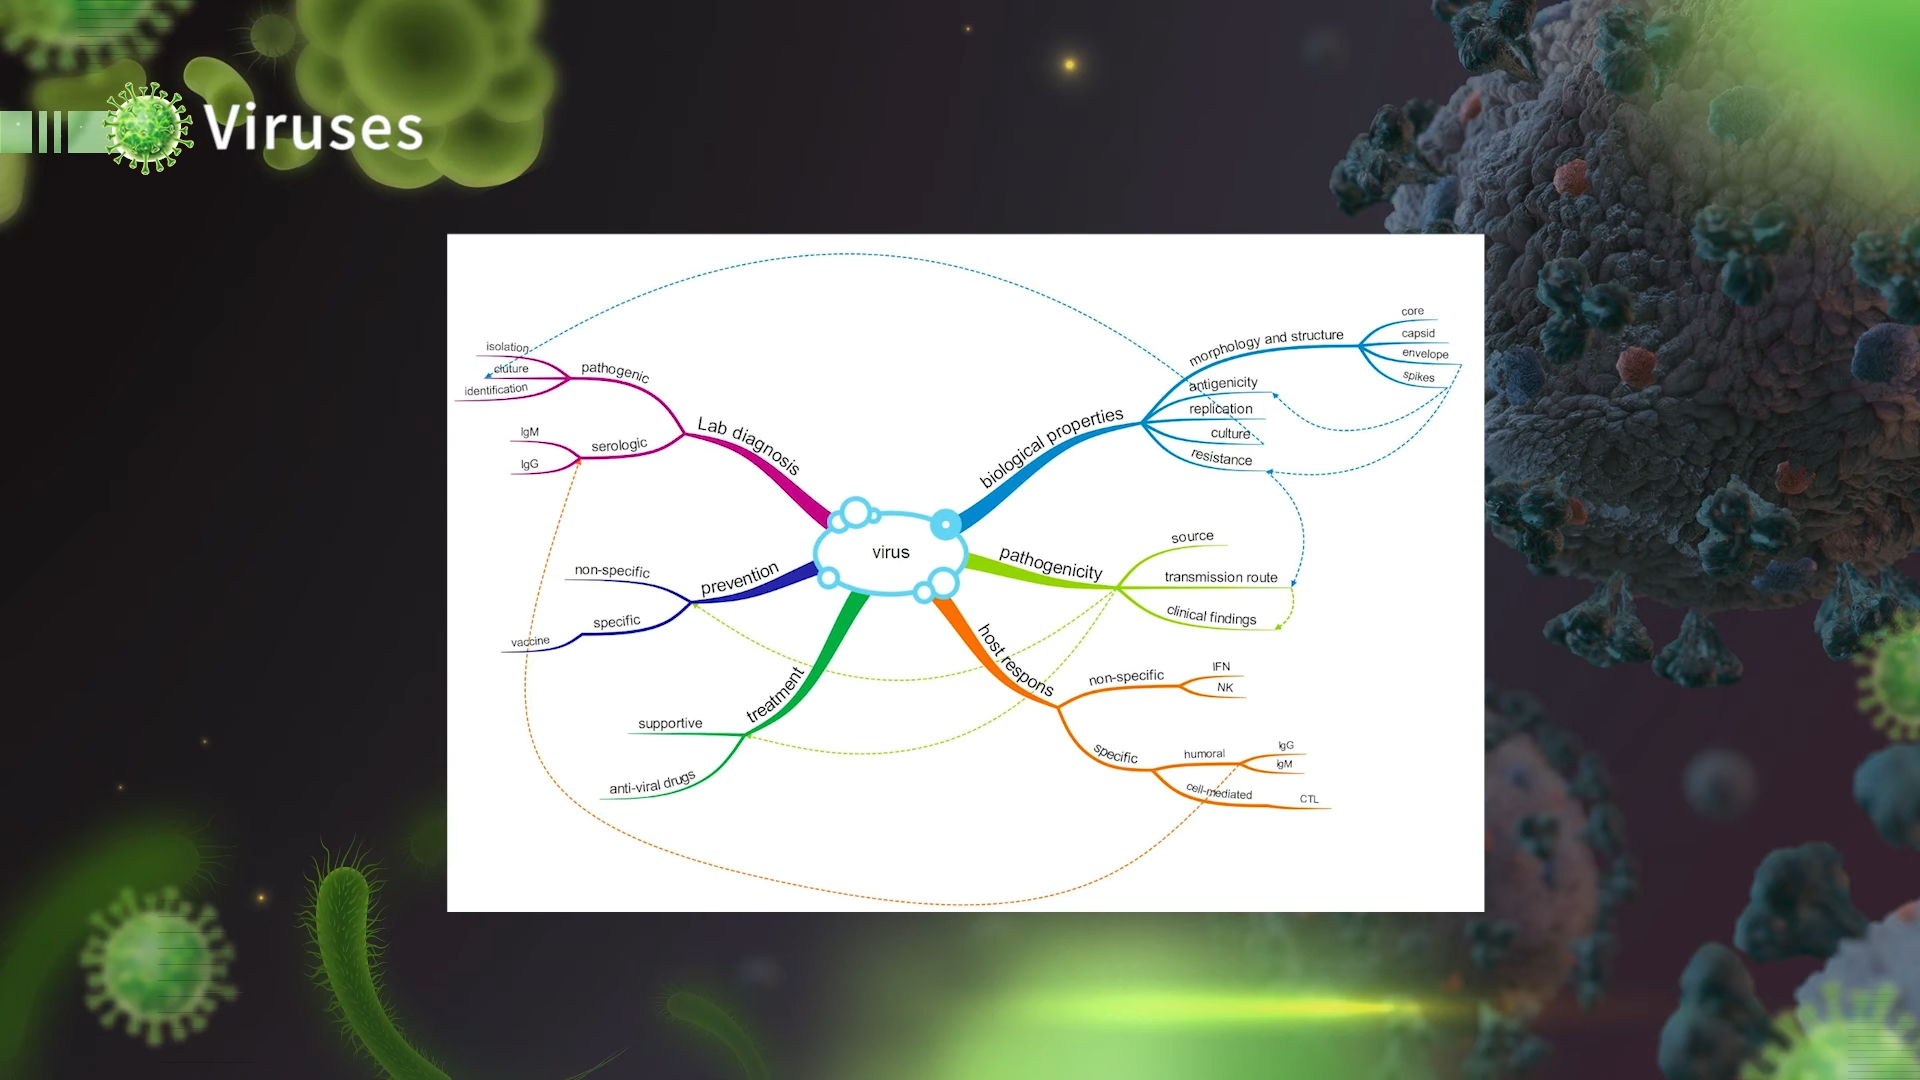 Viruses
virus
Lab diagnosis
pathogenic
isolation
cluture
identification
serologic
IgM
IgG
prevention
non-specific
specific
vaccine
treatment
supportive
anti-viral drugs
biological properties
morphology and structure
core
capsid
envelope
spikes
antigenicity
replication
culture
resistance
pathogenicity
source
transmission route
clinical findings
host respons
non-specific
IFN
NK
specific
humoral
IgG
IgM
cell-mediated
CTL